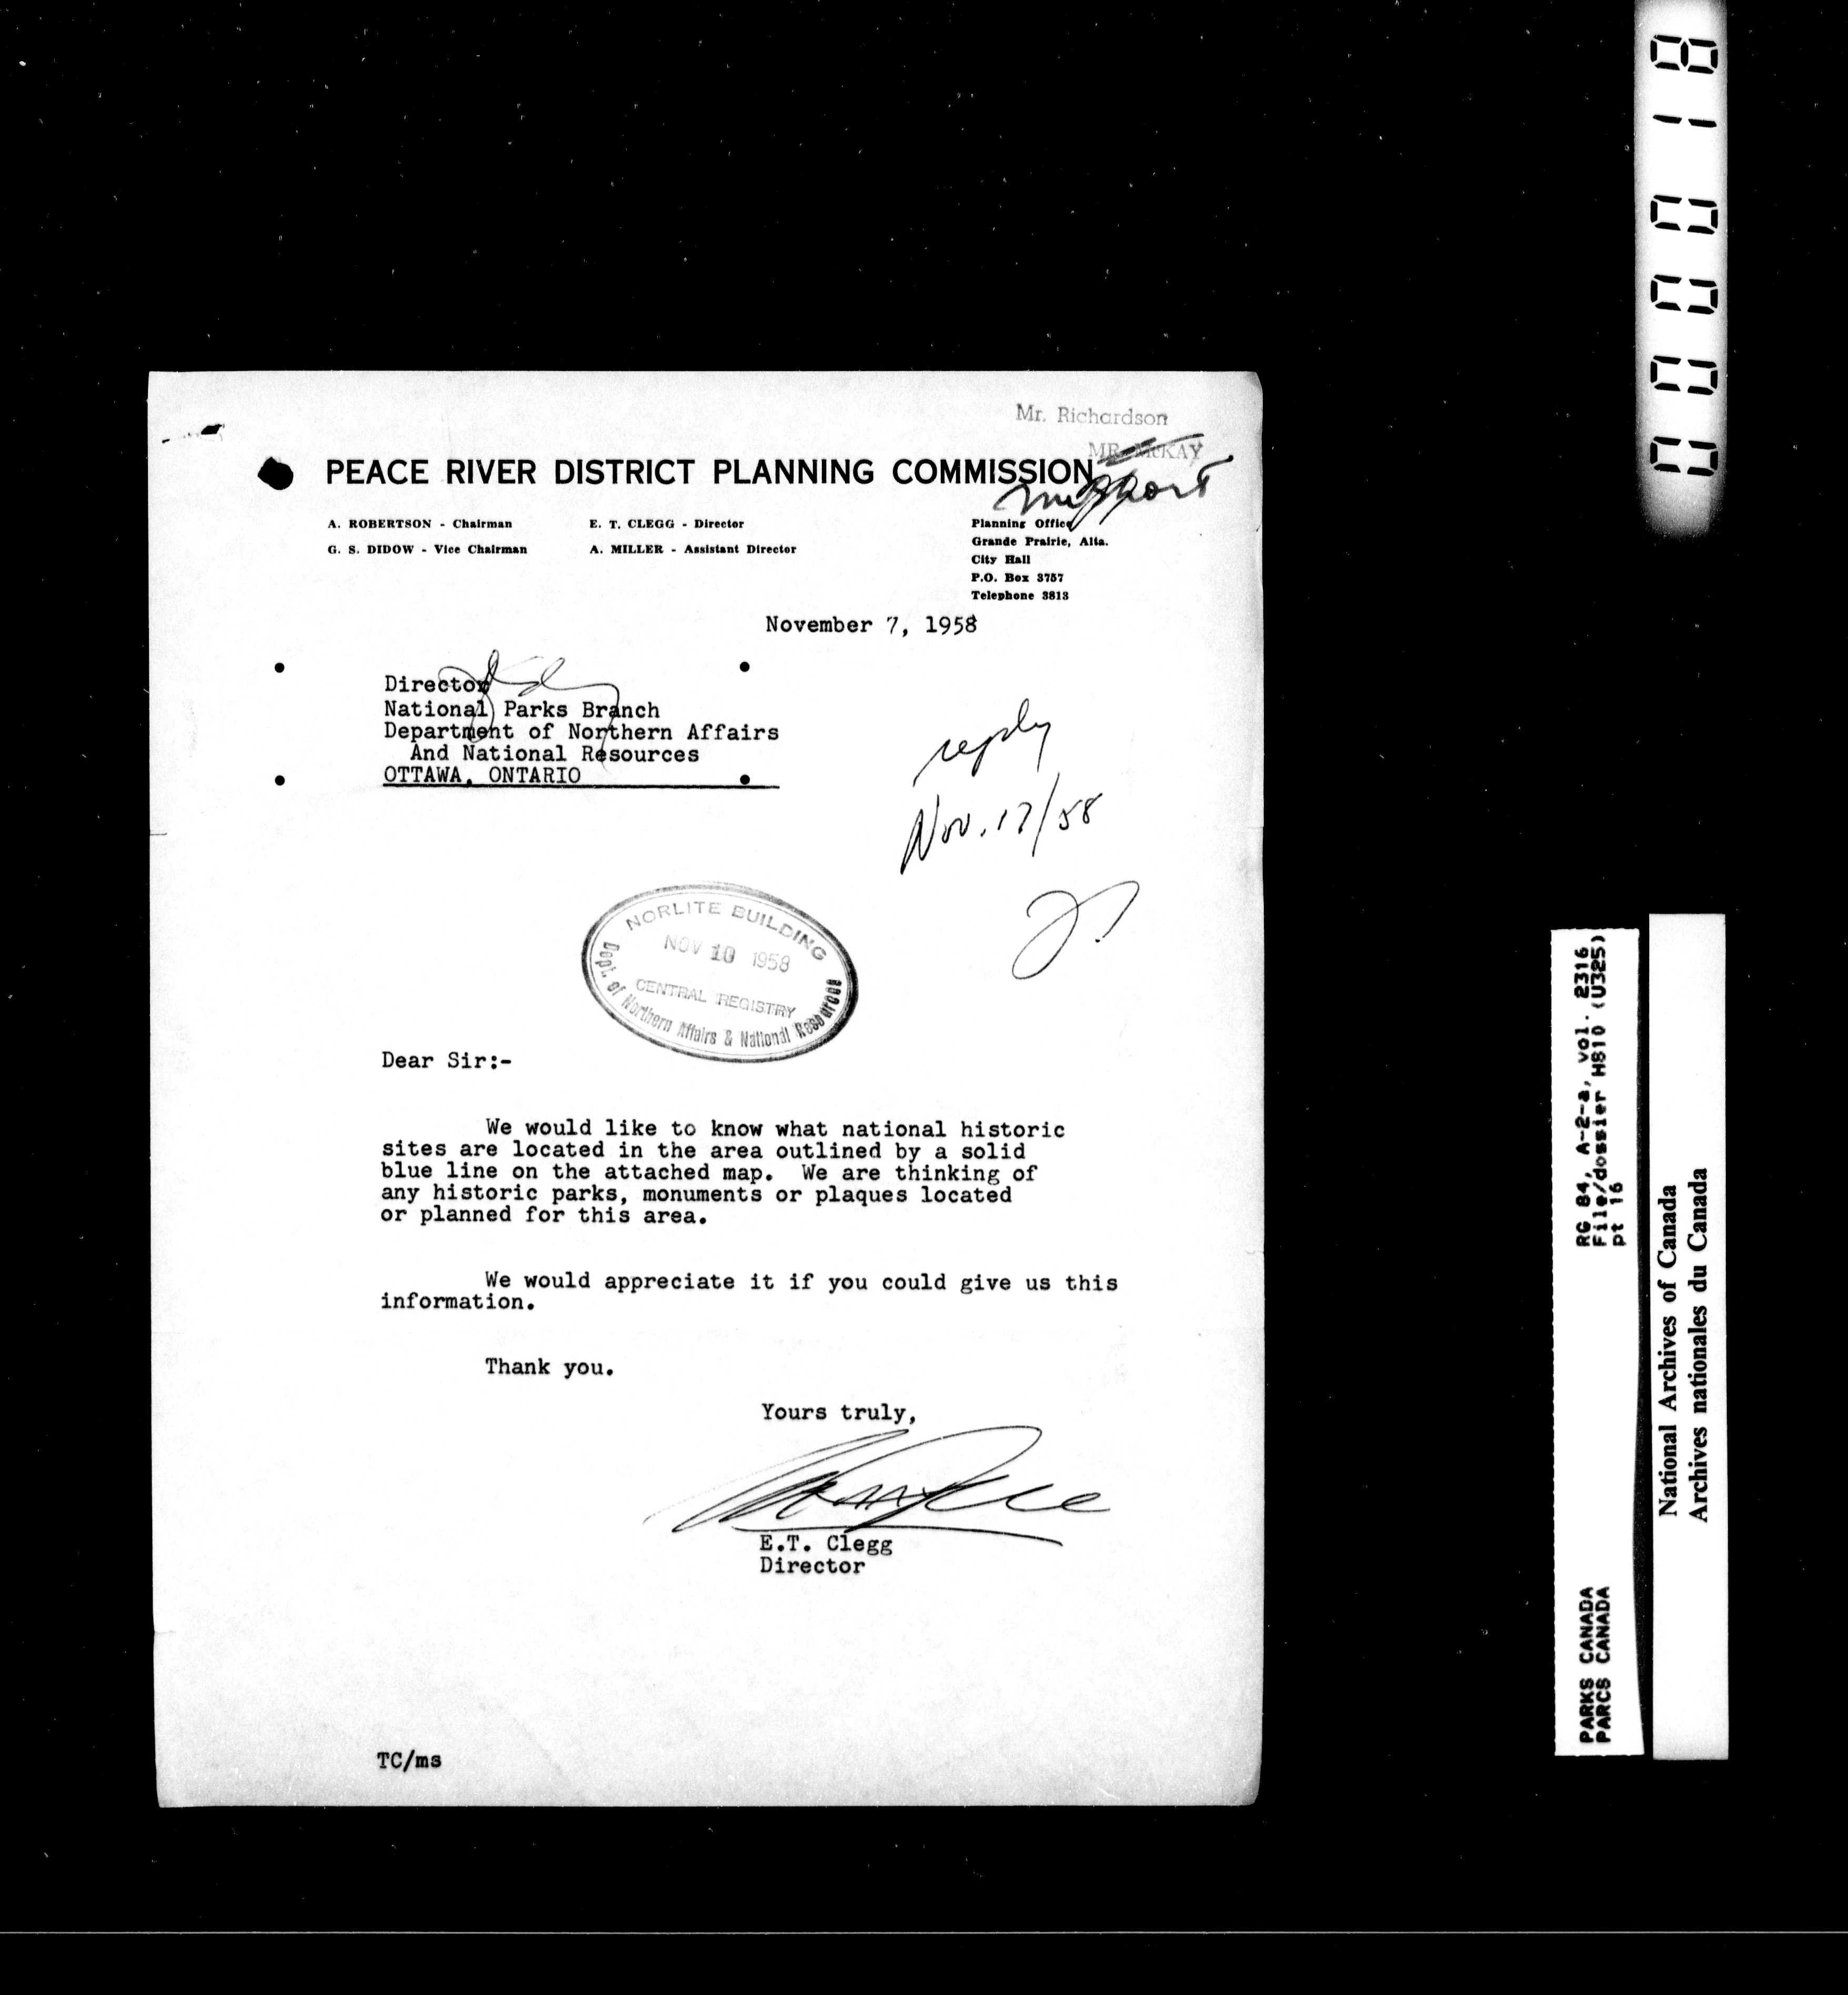 Mr. Richardson
MR. McKAY
PEACE RIVER DISTRICT PLANNING COMMISSION
A. ROBERTSON - Chairman
G. S. DIDOW - Vice Chairman
E. T. CLEGG - Director
A. MILLER - Assistant Director
Planning Office
Grande Prairie, Alta.
City Hall
P.O. Box 3757
Telephone 3813
November 7, 1958
Director
National Parks Branch
Department of Northern Affairs
And National Resources
OTTAWA, ONTARIO
reply
Nov. 17/58
NORLITE BUILDING
NOV 10 1958
CENTRAL REGISTRY
Dept. of Northern Affairs & National Resources
Dear Sir:-
We would like to know what national historic
sites are located in the area outlined by a solid
blue line on the attached map. We are thinking of
any historic parks, monuments or plaques located
or planned for this area.
We would appreciate it if you could give us this
information.
Thank you.
Yours truly,
E.T. Clegg
Director
TC/ms
000018
RG 84, A-2-a, vol. 2316
File/dossier H810 (U325)
pt 16
PARKS CANADA
PARCS CANADA
National Archives of Canada
Archives nationales du Canada